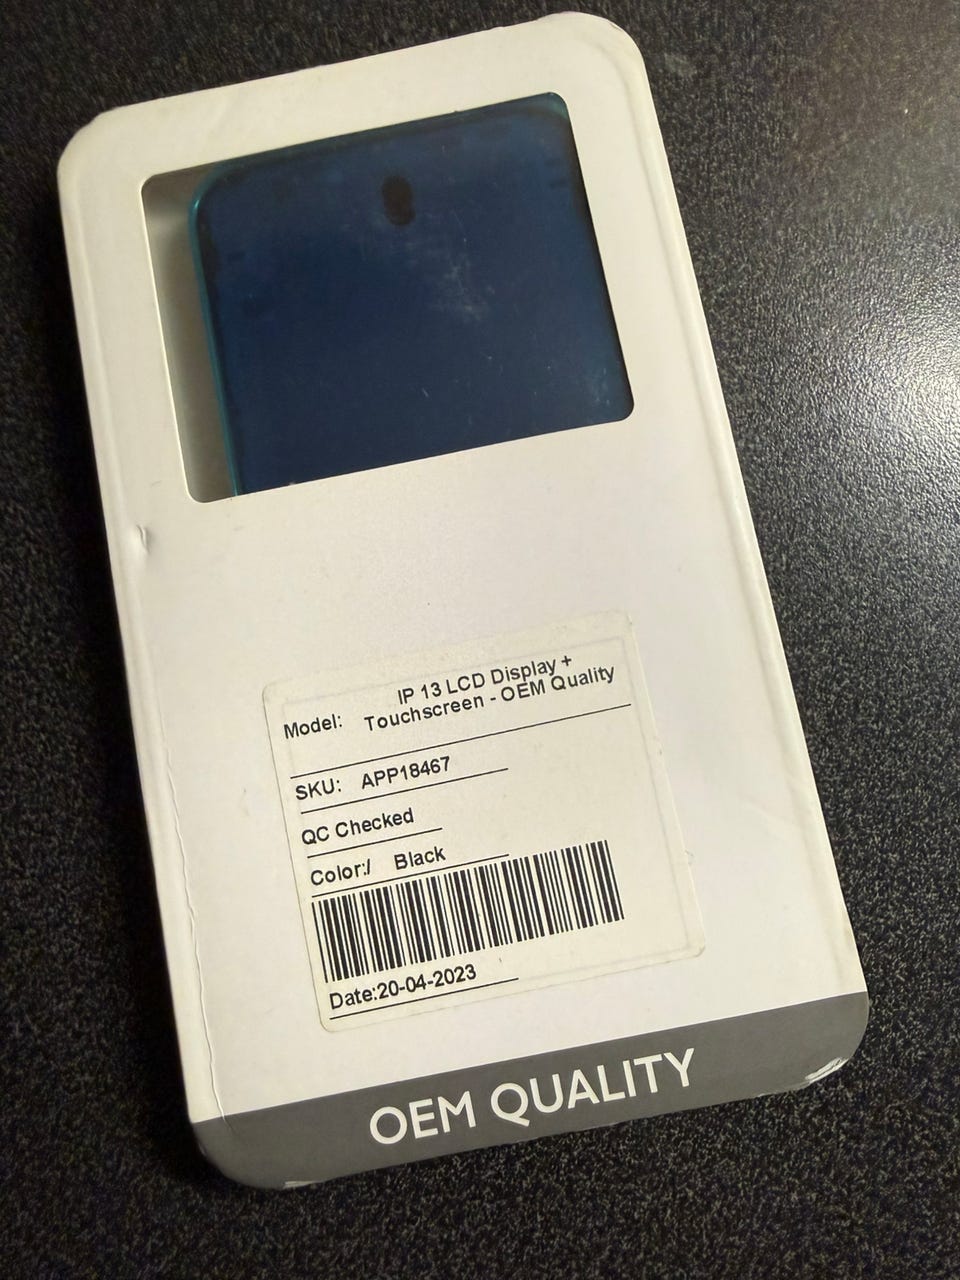 IP 13 LCD Display +
Model: Touchscreen - OEM Quality
SKU: APP18467
QC Checked
Color:/ Black
Date:20-04-2023
OEM QUALITY